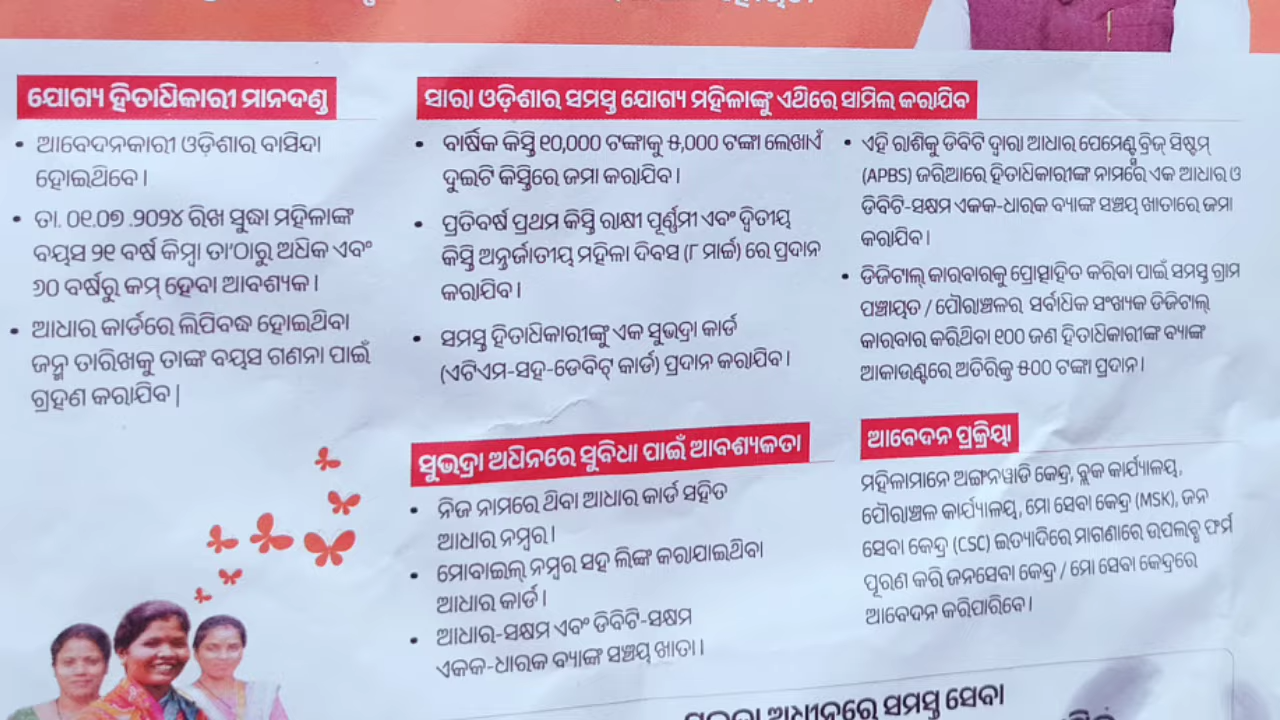 ଯୋଗ୍ୟ ହିତାଧିକାରୀ ମାନଦଣ୍ଡ
• ଆବେଦନକାରୀ ଓଡ଼ିଶାର ବାସିନ୍ଦା
ହୋଇଥିବେ ।
• ତା. ୦୧.୦୭ .୨୦୨୪ ରିଖ ସୁଦ୍ଧା ମହିଳାଙ୍କ
ବୟସ ୨୧ ବର୍ଷ କିମ୍ବା ତା'ଠାରୁ ଅଧିକ ଏବଂ
୬୦ ବର୍ଷରୁ କମ୍ ହେବା ଆବଶ୍ୟକ ।
• ଆଧାର କାର୍ଡରେ ଲିପିବଦ୍ଧ ହୋଇଥିବା
ଜନ୍ମ ତାରିଖକୁ ତାଙ୍କ ବୟସ ଗଣନା ପାଇଁ
ଗ୍ରହଣ କରାଯିବ |
ସାରା ଓଡ଼ିଶାର ସମସ୍ତ ଯୋଗ୍ୟ ମହିଳାଙ୍କୁ ଏଥିରେ ସାମିଲ କରାଯିବ
• ବାର୍ଷିକ କିସ୍ତି ୧୦,୦୦୦ ଟଙ୍କାକୁ ୫,୦୦୦ ଟଙ୍କା ଲେଖାଏଁ
ଦୁଇଟି କିସ୍ତିରେ ଜମା କରାଯିବ ।
• ପ୍ରତିବର୍ଷ ପ୍ରଥମ କିସ୍ତି ରାକ୍ଷୀ ପୂର୍ଣ୍ଣମୀ ଏବଂ ଦ୍ୱିତୀୟ
କିସ୍ତି ଅନ୍ତର୍ଜାତୀୟ ମହିଳା ଦିବସ (୮ ମାର୍ଚ୍ଚ) ରେ ପ୍ରଦାନ
କରାଯିବ ।
• ସମସ୍ତ ହିତାଧିକାରୀଙ୍କୁ ଏକ ସୁଭଦ୍ରା କାର୍ଡ
(ଏଟିଏମ-ସହ-ଡେବିଟ୍ କାର୍ଡ) ପ୍ରଦାନ କରାଯିବ ।
• ଏହି ରାଶିକୁ ଡିବିଟି ଦ୍ୱାରା ଆଧାର ପେମେଣ୍ଟ ବ୍ରିଜ୍ ସିଷ୍ଟମ୍
(APBS) ଜରିଆରେ ହିତାଧିକାରୀଙ୍କ ନାମରେ ଏକ ଆଧାର ଓ
ଡିବିଟି-ସକ୍ଷମ ଏକକ-ଧାରକ ବ୍ୟାଙ୍କ ସଞ୍ଚୟ ଖାତାରେ ଜମା
କରାଯିବ ।
• ଡିଜିଟାଲ୍ କାରବାରକୁ ପ୍ରୋତ୍ସାହିତ କରିବା ପାଇଁ ସମସ୍ତ ଗ୍ରାମ
ପଞ୍ଚାୟତ / ପୌରାଞ୍ଚଳର ସର୍ବାଧିକ ସଂଖ୍ୟକ ଡିଜିଟାଲ୍
କାରବାର କରିଥିବା ୧୦୦ ଜଣ ହିତାଧିକାରୀଙ୍କ ବ୍ୟାଙ୍କ
ଆକାଉଣ୍ଟରେ ଅତିରିକ୍ତ ୫୦୦ ଟଙ୍କା ପ୍ରଦାନ ।
ସୁଭଦ୍ରା ଅଧିନରେ ସୁବିଧା ପାଇଁ ଆବଶ୍ୟକତା
• ନିଜ ନାମରେ ଥିବା ଆଧାର କାର୍ଡ ସହିତ
ଆଧାର ନମ୍ବର ।
• ମୋବାଇଲ୍ ନମ୍ବର ସହ ଲିଙ୍କ କରାଯାଇଥିବା
ଆଧାର କାର୍ଡ ।
• ଆଧାର-ସକ୍ଷମ ଏବଂ ଡିବିଟି-ସକ୍ଷମ
ଏକକ-ଧାରକ ବ୍ୟାଙ୍କ ସଞ୍ଚୟ ଖାତା ।
ଆବେଦନ ପ୍ରକ୍ରିୟା
ମହିଳାମାନେ ଅଙ୍ଗନୱାଡି କେନ୍ଦ୍ର, ବ୍ଲକ କାର୍ଯ୍ୟାଳୟ,
ପୌରାଞ୍ଚଳ କାର୍ଯ୍ୟାଳୟ, ମୋ ସେବା କେନ୍ଦ୍ର (MSK), ଜନ
ସେବା କେନ୍ଦ୍ର (CSC) ଇତ୍ୟାଦିରେ ମାଗଣାରେ ଉପଲବ୍ଧ ଫର୍ମ
ପୂରଣ କରି ଜନସେବା କେନ୍ଦ୍ର / ମୋ ସେବା କେନ୍ଦ୍ରରେ
ଆବେଦନ କରିପାରିବେ ।
ସୁଭଦ୍ରା ଅଧୀନରେ ସମସ୍ତ ସେବା